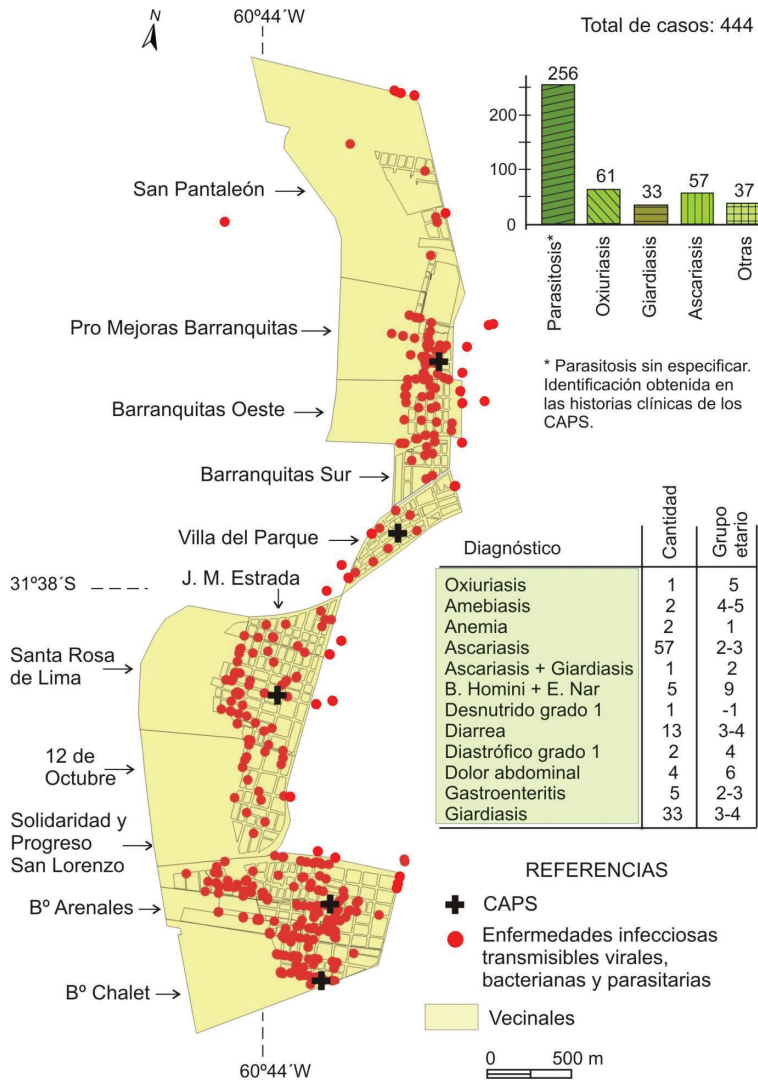 N
60º44´W
Total de casos: 444
256
200
61
57
100
33
37
0
Parasitosis*
Oxiuriasis
Giardiasis
Ascariasis
Otras
* Parasitosis sin especificar.
Identificación obtenida en
las historias clínicas de los
CAPS.
San Pantaleón
Pro Mejoras Barranquitas
Barranquitas Oeste
Barranquitas Sur
Villa del Parque
31º38´S
J. M. Estrada
Santa Rosa
de Lima
12 de
Octubre
Solidaridad y
Progreso
San Lorenzo
Bº Arenales
Bº Chalet
60º44´W
Diagnóstico Cantidad Grupo etario
Oxiuriasis 1 5
Amebiasis 2 4-5
Anemia 2 1
Ascariasis 57 2-3
Ascariasis + Giardiasis 1 2
B. Homini + E. Nar 5 9
Desnutrido grado 1 1 -1
Diarrea 13 3-4
Diastrófico grado 1 2 4
Dolor abdominal 4 6
Gastroenteritis 5 2-3
Giardiasis 33 3-4
REFERENCIAS
CAPS
Enfermedades infecciosas
transmisibles virales,
bacterianas y parasitarias
Vecinales
0 500 m